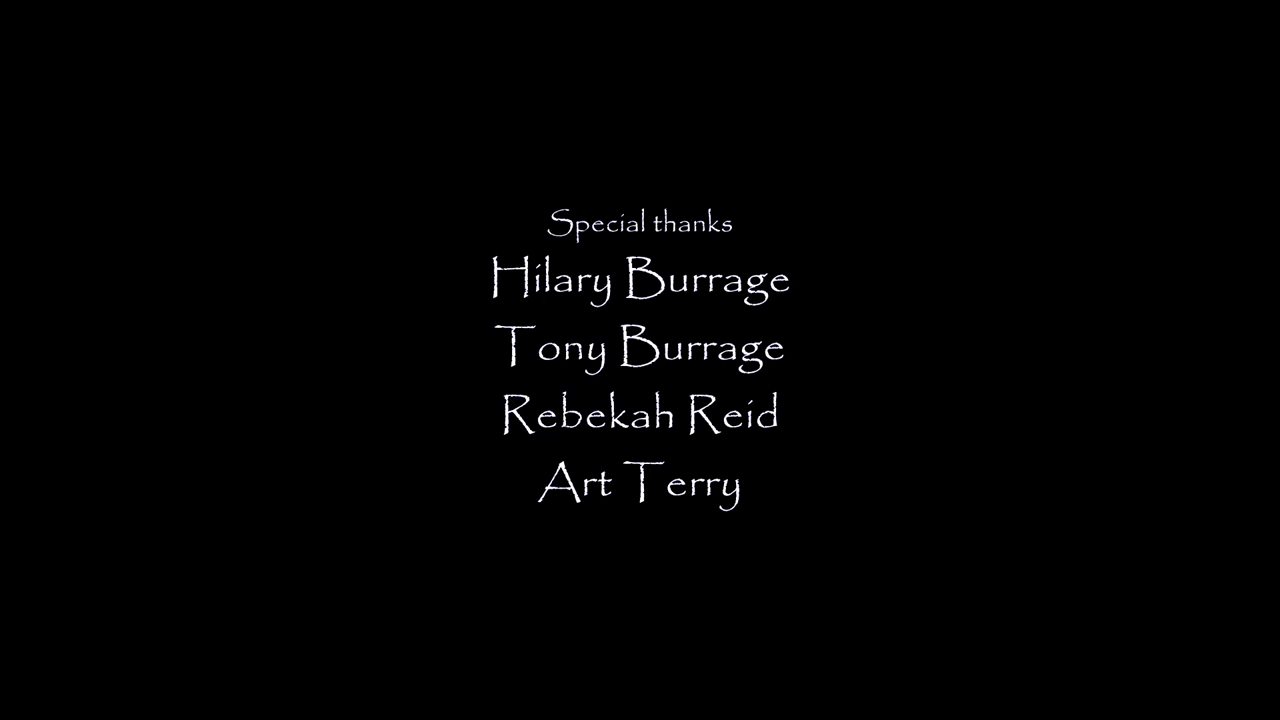 Special thanks
Hilary Burrage
Tony Burrage
Rebekah Reid
Art Terry